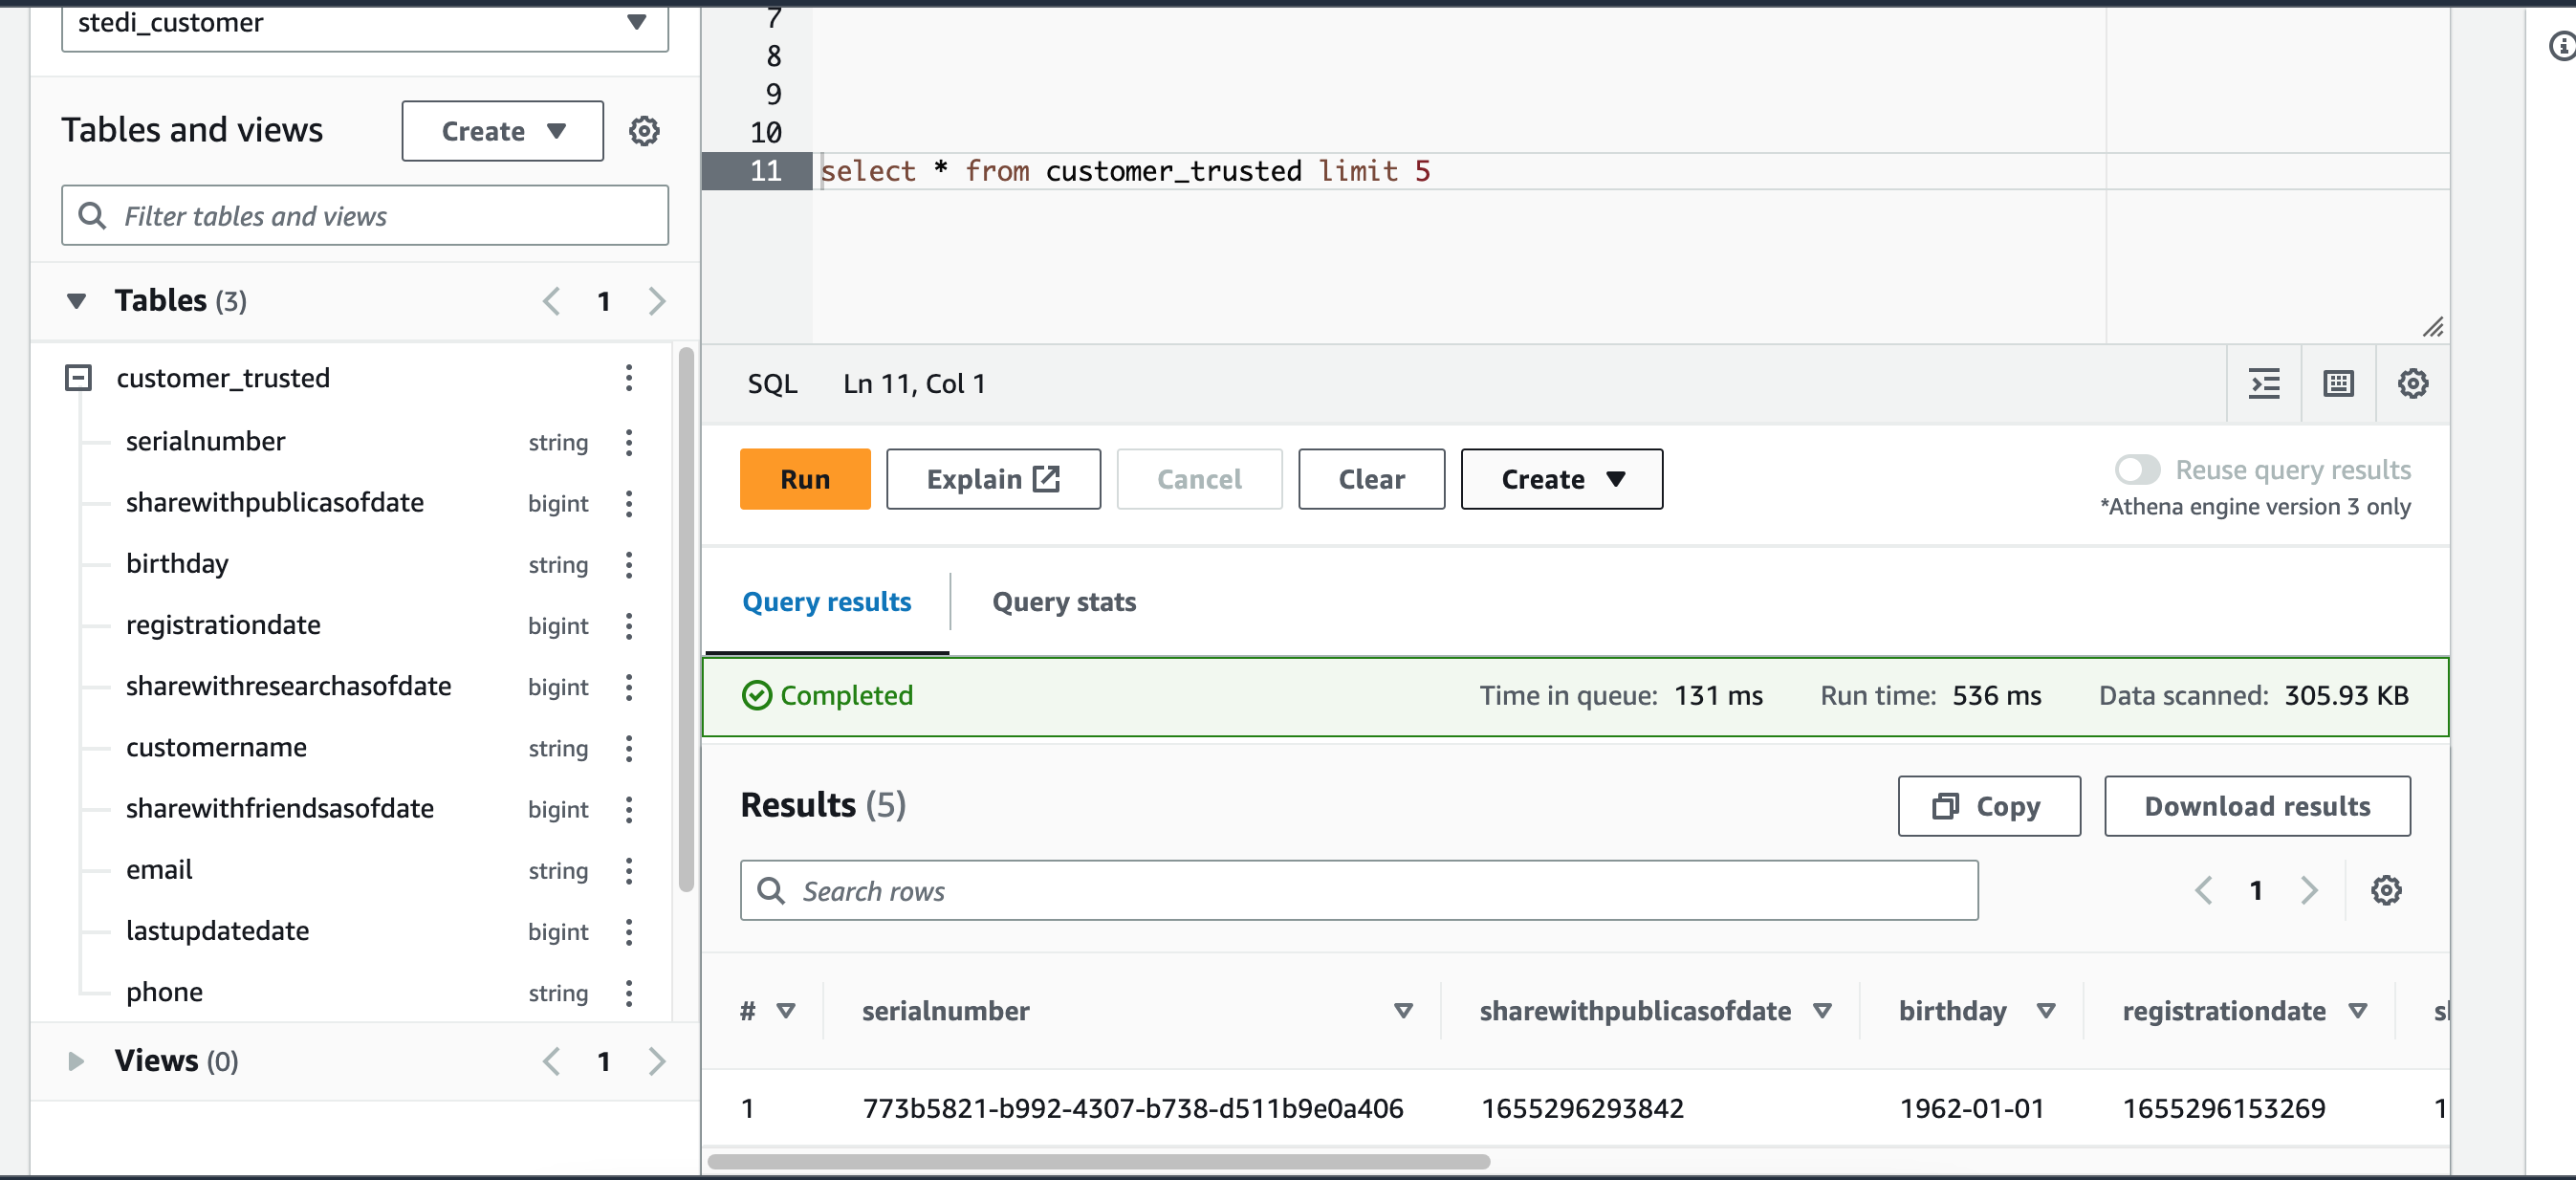 stedi_customer
Tables and views
Create
Filter tables and views
Tables (3)
1
customer_trusted
serialnumber string
sharewithpublicasofdate bigint
birthday string
registrationdate bigint
sharewithresearchasofdate bigint
customername string
sharewithfriendsasofdate bigint
email string
lastupdatedate bigint
phone string
Views (0)
1
7
8
9
10
11 select * from customer_trusted limit 5
SQL Ln 11, Col 1
Run Explain Cancel Clear Create
Reuse query results
*Athena engine version 3 only
Query results Query stats
Completed Time in queue: 131 ms Run time: 536 ms Data scanned: 305.93 KB
Results (5)
Copy Download results
Search rows
1
# serialnumber sharewithpublicasofdate birthday registrationdate
1 773b5821-b992-4307-b738-d511b9e0a406 1655296293842 1962-01-01 1655296153269 1